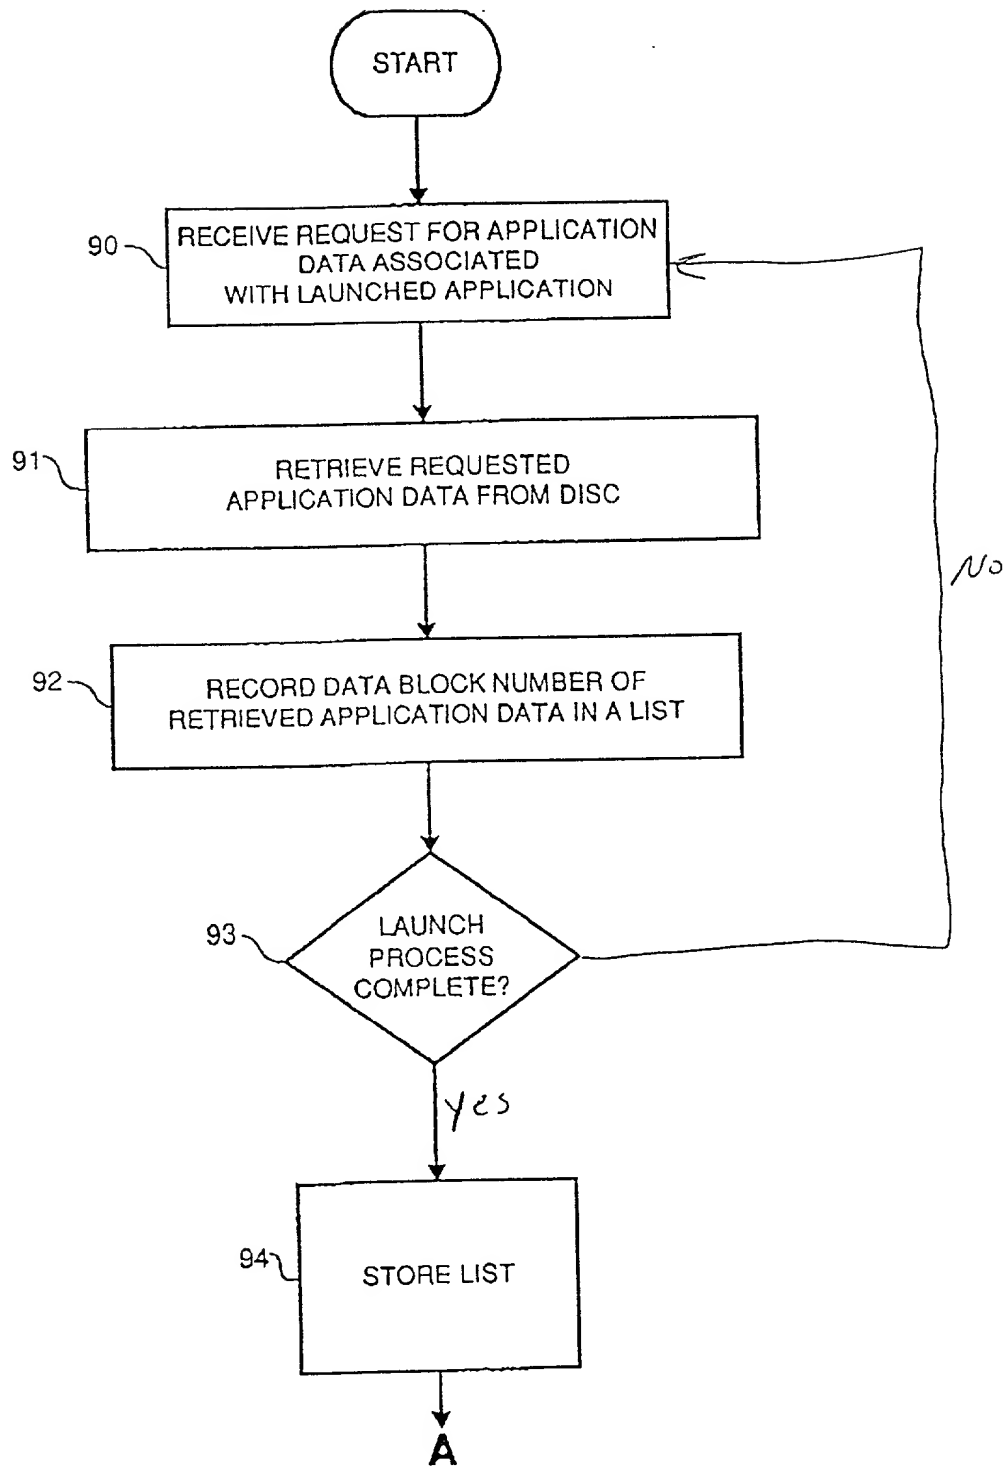 START
90
RECEIVE REQUEST FOR APPLICATION
DATA ASSOCIATED
WITH LAUNCHED APPLICATION
91
RETRIEVE REQUESTED
APPLICATION DATA FROM DISC
No
92
RECORD DATA BLOCK NUMBER OF
RETRIEVED APPLICATION DATA IN A LIST
93
LAUNCH
PROCESS
COMPLETE?
Yes
94
STORE LIST
A